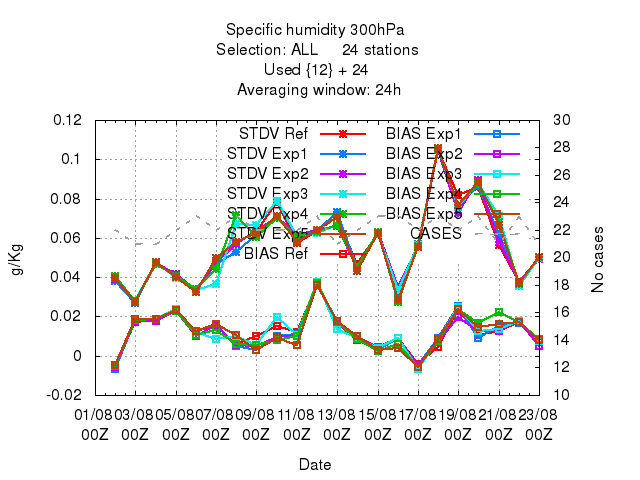 Specific humidity 300hPa
Selection: ALL 24 stations
Used {12} + 24
Averaging window: 24h
0.12
0.1
0.08
0.06
0.04
0.02
0
-0.02
g/Kg
30
28
26
24
22
20
18
16
14
12
10
No cases
STDV Ref
STDV Exp1
STDV Exp2
STDV Exp3
STDV Exp4
STDV Exp5
BIAS Ref
BIAS Exp1
BIAS Exp2
BIAS Exp3
BIAS Exp4
BIAS Exp5
CASES
01/08 03/08 05/08 07/08 09/08 11/08 13/08 15/08 17/08 19/08 21/08 23/08
00Z 00Z 00Z 00Z 00Z 00Z 00Z 00Z 00Z 00Z 00Z 00Z
Date